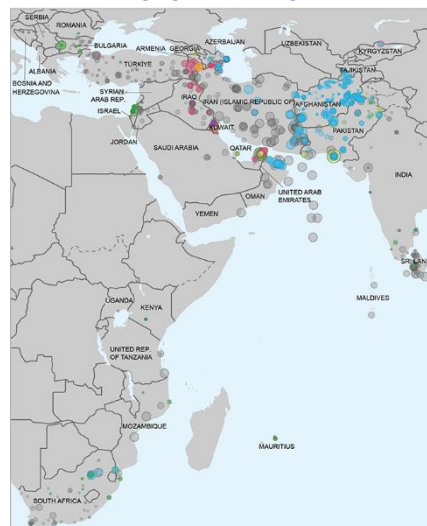 SERBIA
ROMANIA
BULGARIA
ALBANIA
BOSNIA AND
HERZEGOVINA
ARMENIA
GEORGIA
AZERBAIJAN
TÜRKIYE
UZBEKISTAN
KYRGYZSTAN
TAJIKISTAN
SYRIAN
ARAB REP.
ISRAEL
JORDAN
IRAQ
IRAN (ISLAMIC REPUBLIC OF)
AFGHANISTAN
KUWAIT
PAKISTAN
SAUDI ARABIA
QATAR
INDIA
OMAN
UNITED ARAB
EMIRATES
YEMEN
SRI LAN
MALDIVES
UGANDA
KENYA
UNITED REP.
OF TANZANIA
MOZAMBIQUE
MAURITIUS
SOUTH AFRICA